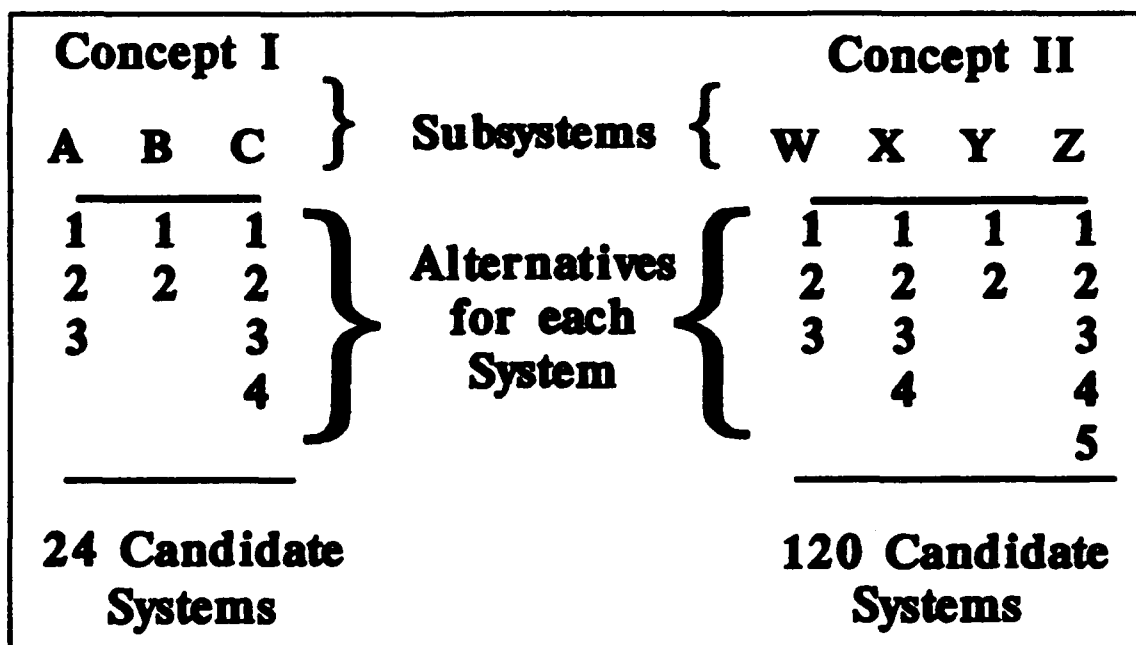 Concept I
Concept II
Subsystems
A B C
W X Y Z
1 1 1
1 1 1 1
2 2 2
2 2 2 2
3 3
3 3 3
4
4 4
5
Alternatives
for each
System
24 Candidate
Systems
120 Candidate
Systems